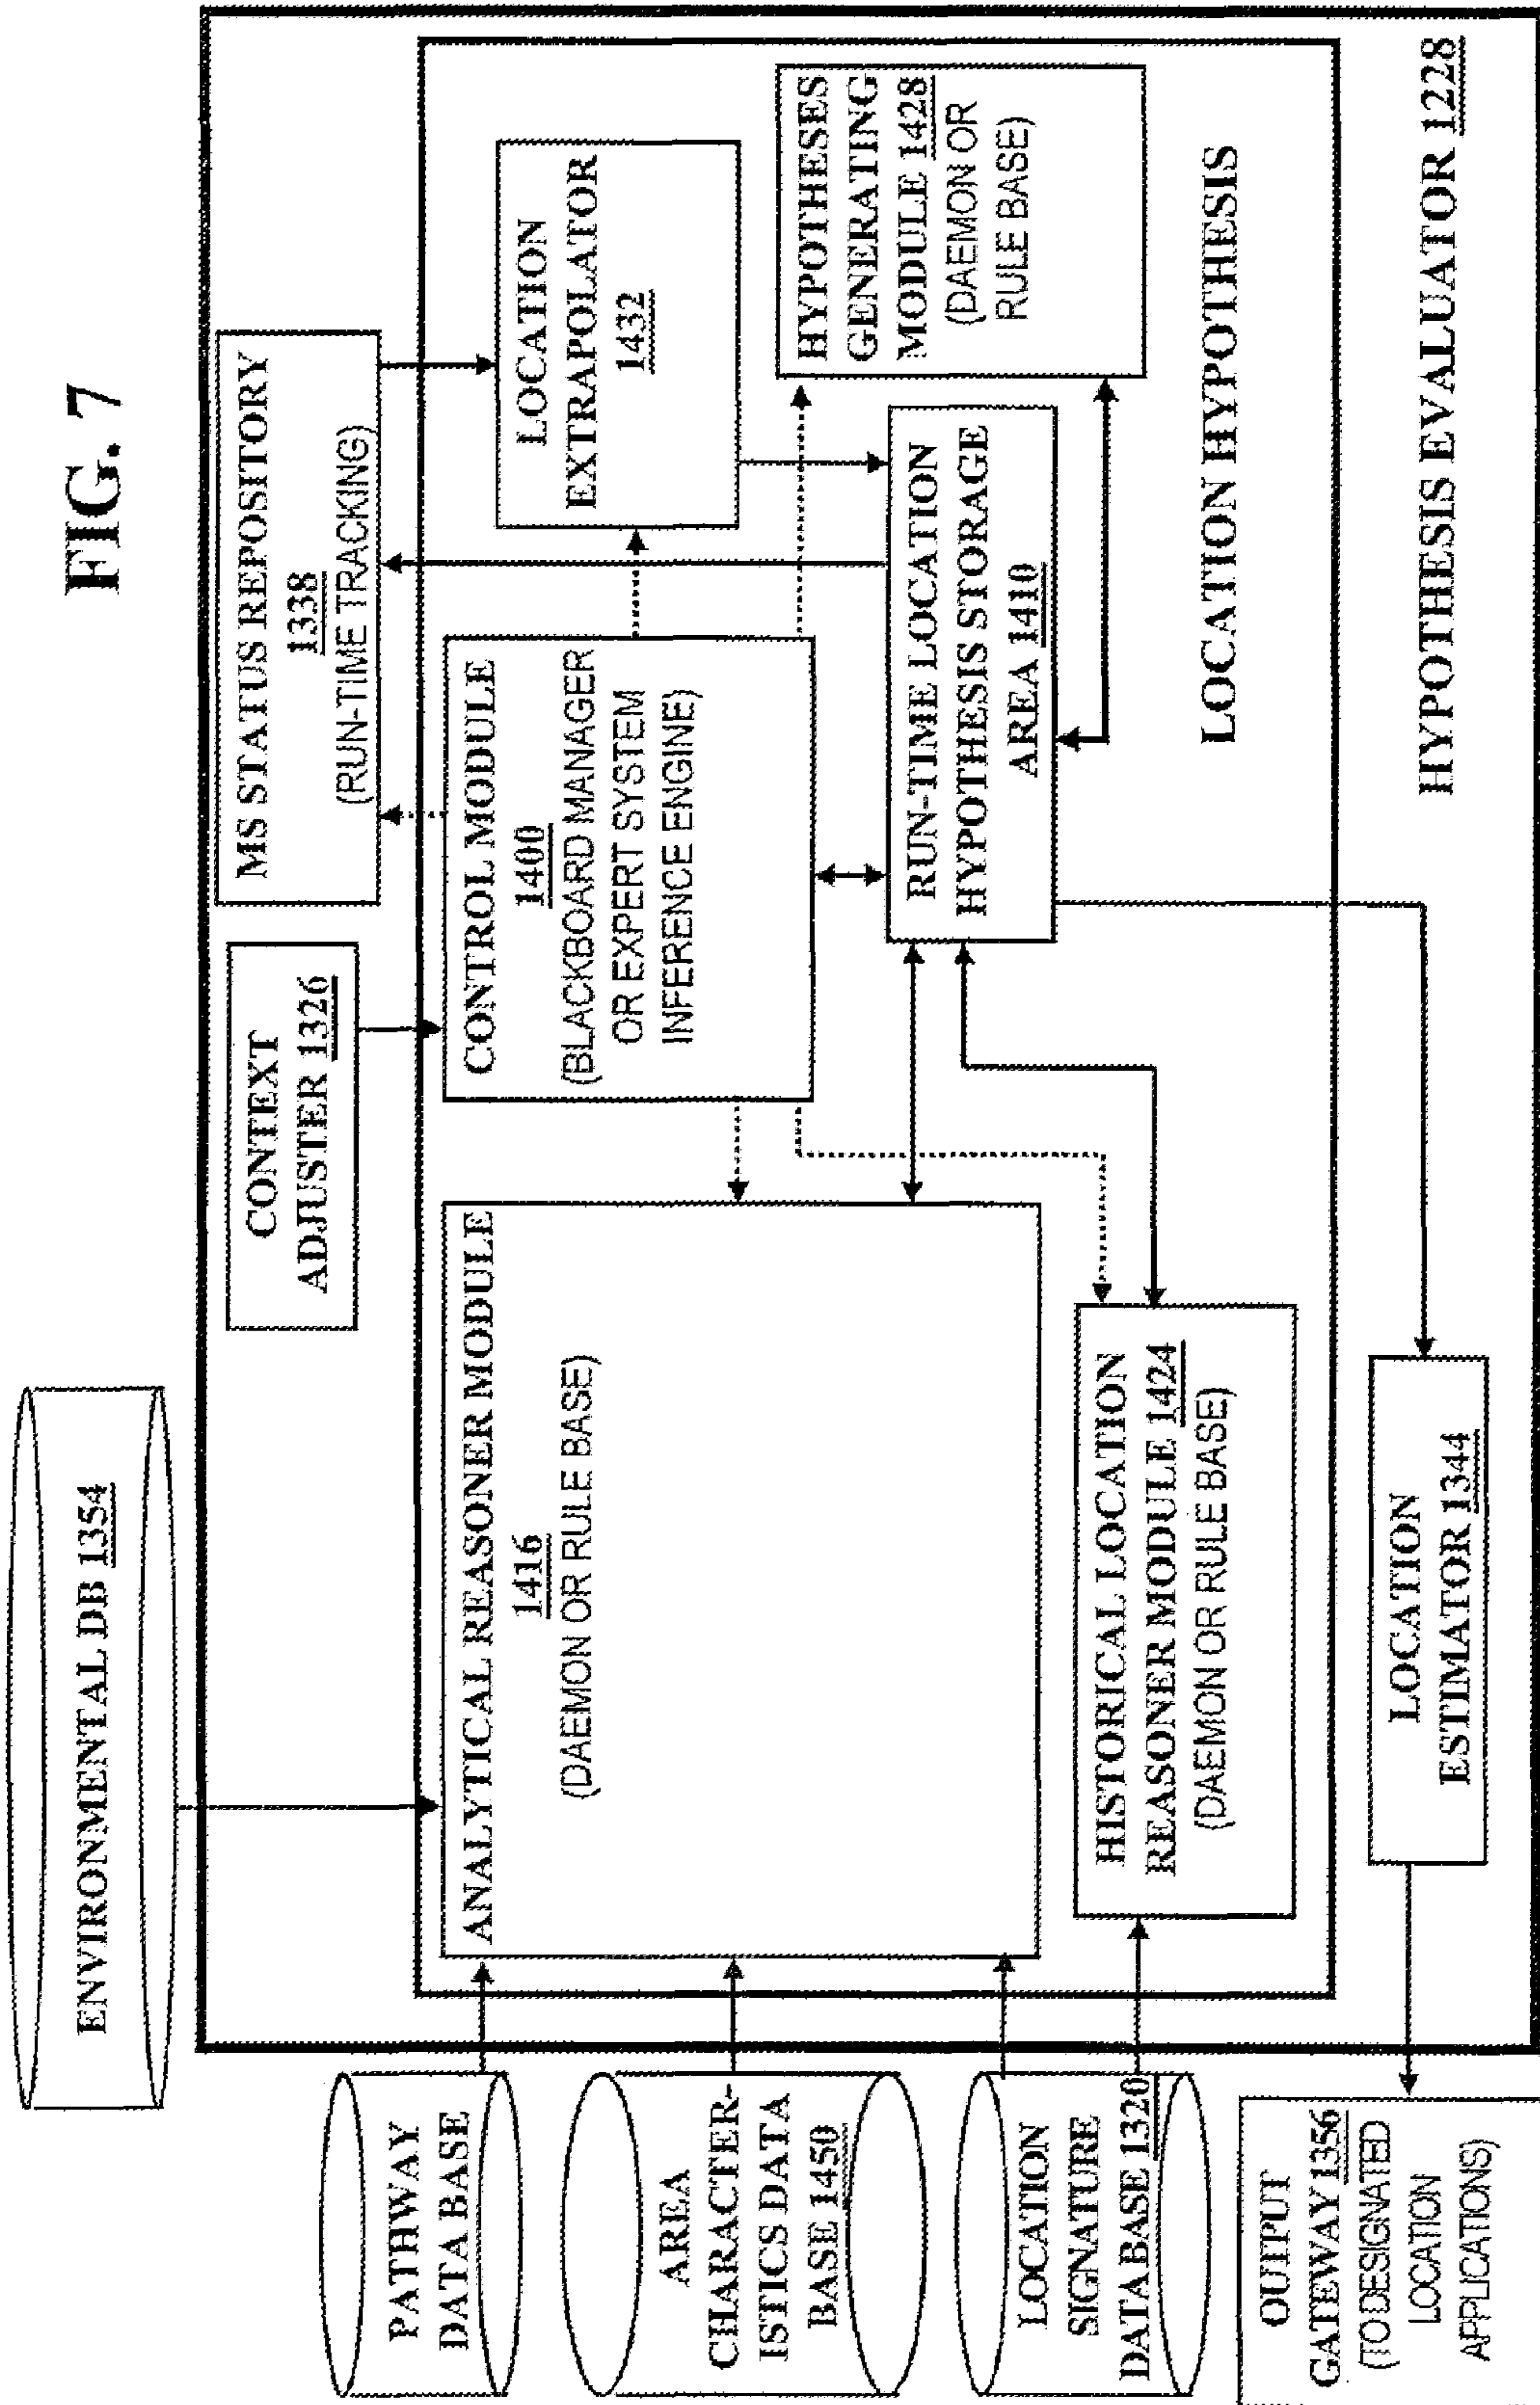 FIG. 7
ENVIRONMENTAL DB 1354
PATHWAY
DATA BASE
AREA
CHARACTER-
ISTICS DATA
BASE 1450
LOCATION
SIGNATURE
DATABASE 1320
OUTPUT
GATEWAY 1356
(TO DESIGNATED
LOCATION
APPLICATIONS)
CONTEXT
ADJUSTER 1326
MS STATUS REPOSITORY
1338
(RUN-TIME TRACKING)
ANALYTICAL REASONER MODULE
1416
(DAEMON OR RULE BASE)
CONTROL MODULE
1400
(BLACKBOARD MANAGER
OR EXPERT SYSTEM
INFERENCE ENGINE)
LOCATION
EXTRAPOLATOR
1432
HYPOTHESES
GENERATING
MODULE 1428
(DAEMON OR
RULE BASE)
RUN-TIME LOCATION
HYPOTHESIS STORAGE
AREA 1410
HISTORICAL LOCATION
REASONER MODULE 1424
(DAEMON OR RULE BASE)
LOCATION HYPOTHESIS
LOCATION
ESTIMATOR 1344
HYPOTHESIS EVALUATOR 1228